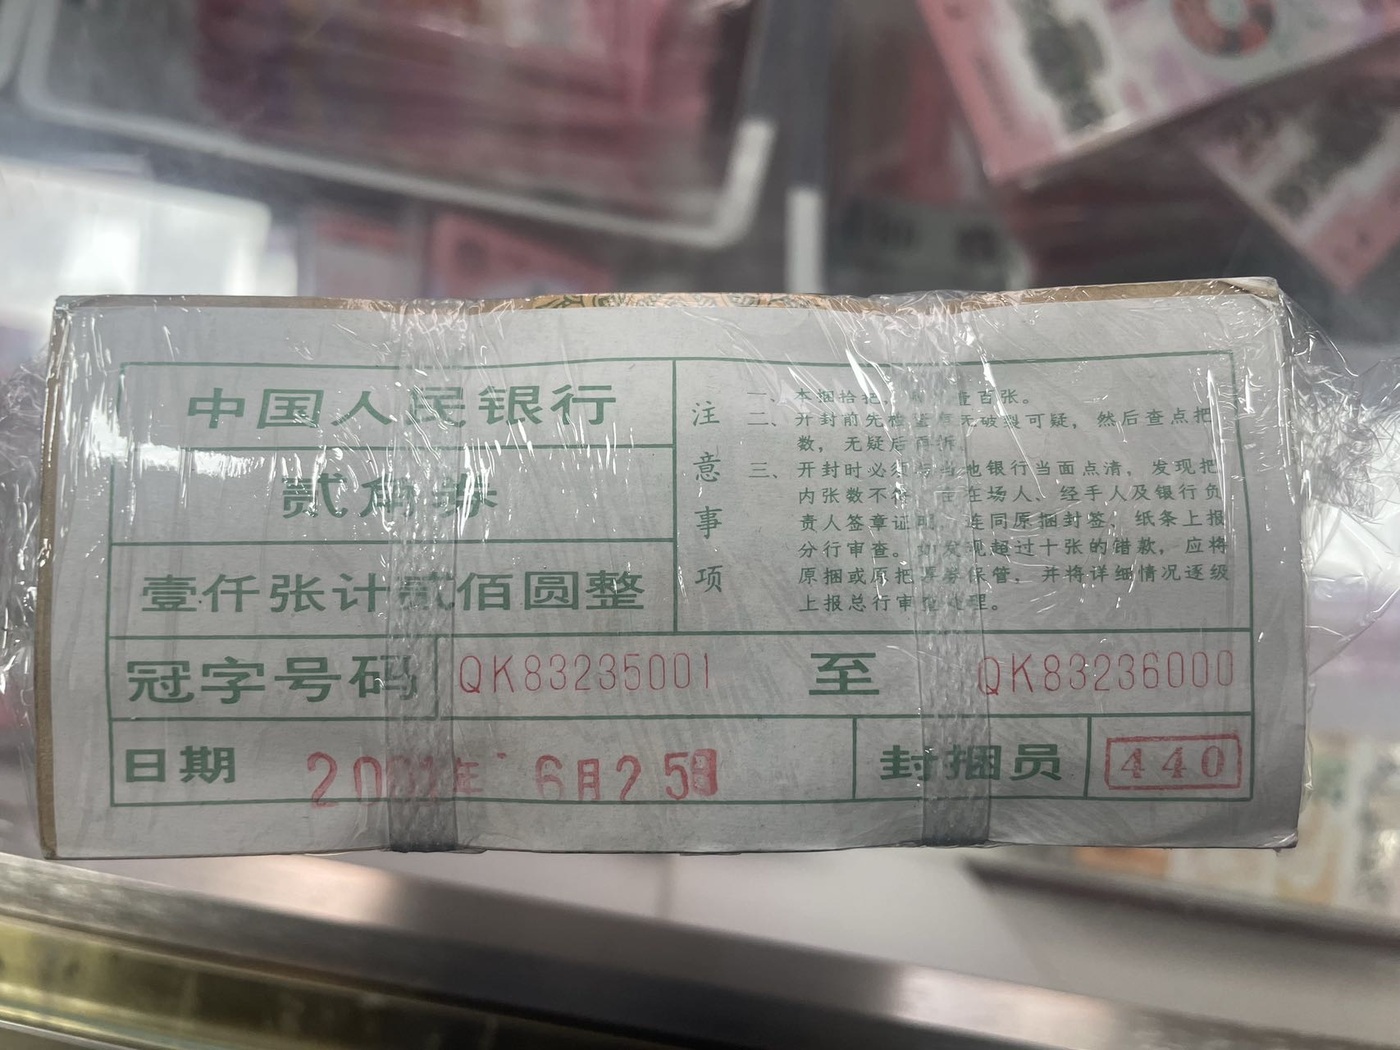 中国人民银行
贰角券
壹仟张计贰佰圆整
注意事项
一、本捆拾把，每把壹百张。
二、开封前先检查有无破裂可疑，然后查点把
数，无疑后再拆
三、开封时必须与当地银行当面点清，发现把
内张数不符，在场人、经手人及银行负
责人签章证明，连同原捆封签，纸条上报
分行审查。如发现超过十张的错款，应将
原捆或原把票券保管，并将详细情况逐级
上报总行审查处理。
冠字号码 QK83235001 至 QK83236000
日期 年 6月25日 封捆员 440